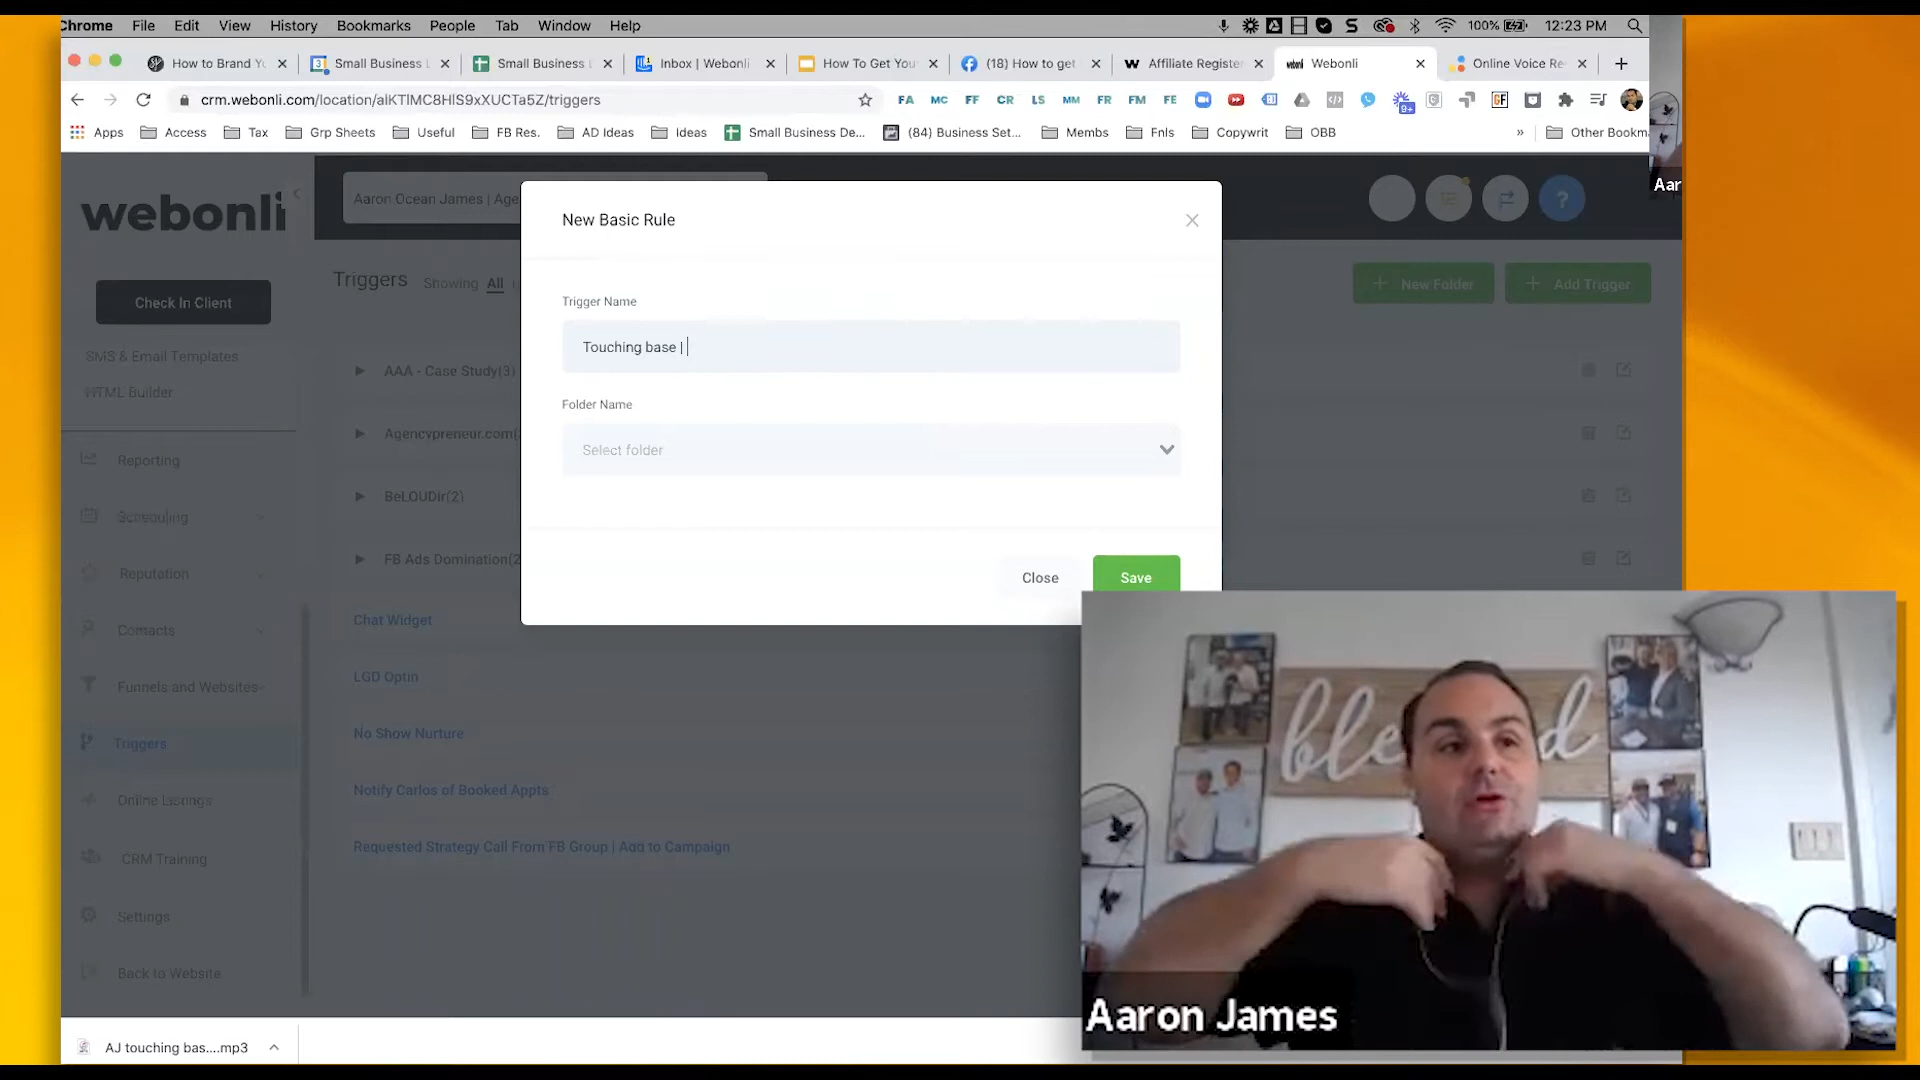 Chrome File Edit View History Bookmarks People Tab Window Help 100% 12:23 PM
How to Brand Yo Small Business L Small Business L Inbox | Webonli How To Get You (18) How to get Affiliate Register Webonli Online Voice Re
crm.webonli.com/location/alKTlMC8HlS9xXUCTa5Z/triggers FA MC FF CR LS MM FR FM FE 9+ GF
Apps Access Tax Grp Sheets Useful FB Res. AD Ideas Ideas Small Business De... (84) Business Set... Membs Fnls Copywrit OBB » Other Bookm
Aar
webonli
Aaron Ocean James | Age
?
Check In Client
SMS & Email Templates
HTML Builder
Reporting
Scheduling
Reputation
Contacts
Funnels and Websites
Triggers
Online Listings
CRM Training
Settings
Back to Website
Triggers Showing All
New Folder
Add Trigger
AAA - Case Study(3)
Agencypreneur.com(
BeLOUDir(2)
FB Ads Domination(2
Chat Widget
LGD Optin
No Show Nurture
Notify Carlos of Booked Appts
Requested Strategy Call From FB Group | Add to Campaign
New Basic Rule
Trigger Name
Touching base |
Folder Name
Select folder
Close
Save
AJ touching bas....mp3
Aaron James